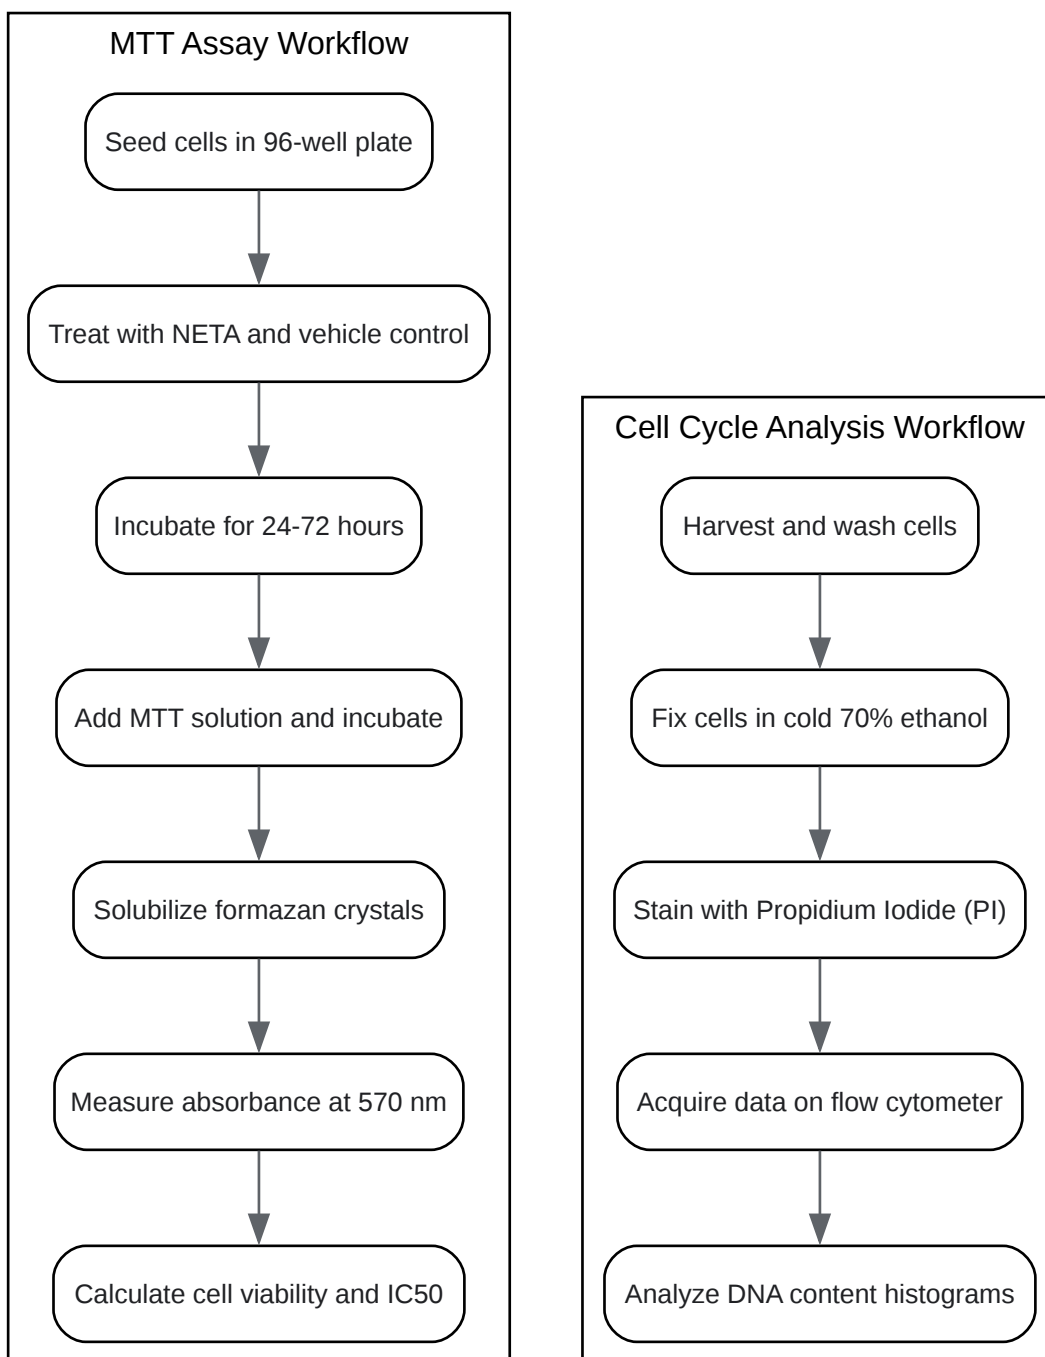 MTT Assay Workflow
Seed cells in 96-well plate
Treat with NETA and vehicle control
Incubate for 24-72 hours
Add MTT solution and incubate
Solubilize formazan crystals
Measure absorbance at 570 nm
Calculate cell viability and IC50
Cell Cycle Analysis Workflow
Harvest and wash cells
Fix cells in cold 70% ethanol
Stain with Propidium Iodide (PI)
Acquire data on flow cytometer
Analyze DNA content histograms